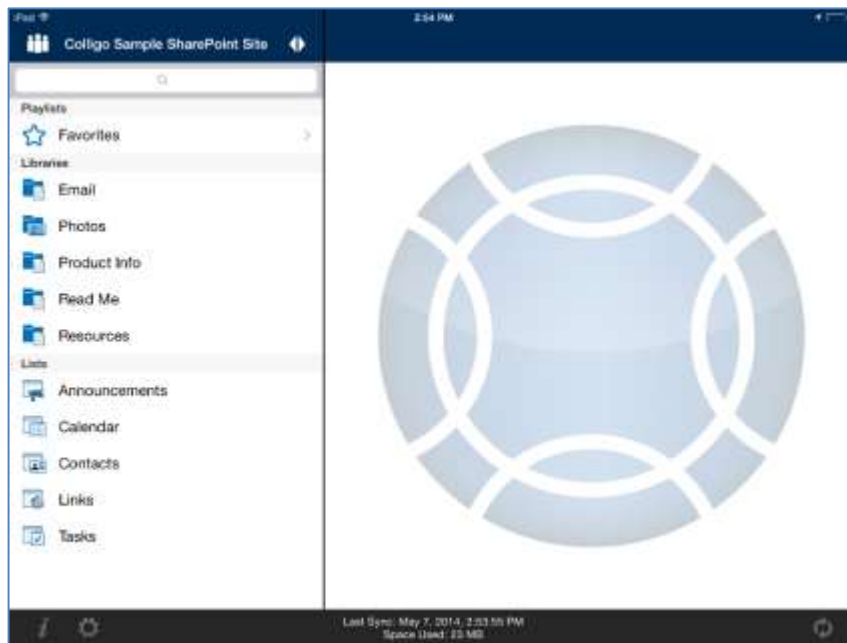 iPad
2:54 PM
Colligo Sample SharePoint Site
Playlists
Favorites
Libraries
Email
Photos
Product Info
Read Me
Resources
Lists
Announcements
Calendar
Contacts
Links
Tasks
Last Sync: May 7, 2014, 2:53:55 PM
Space Used: 23 MB